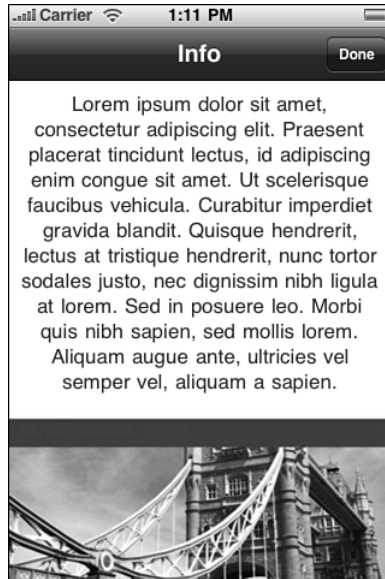 Carrier 1:11 PM
Info
Done
Lorem ipsum dolor sit amet,
consectetur adipiscing elit. Praesent
placerat tincidunt lectus, id adipiscing
enim congue sit amet. Ut scelerisque
faucibus vehicula. Curabitur imperdiet
gravida blandit. Quisque hendrerit,
lectus at tristique hendrerit, nunc tortor
sodales justo, nec dignissim nibh ligula
at lorem. Sed in posuere leo. Morbi
quis nibh sapien, sed mollis lorem.
Aliquam augue ante, ultricies vel
semper vel, aliquam a sapien.